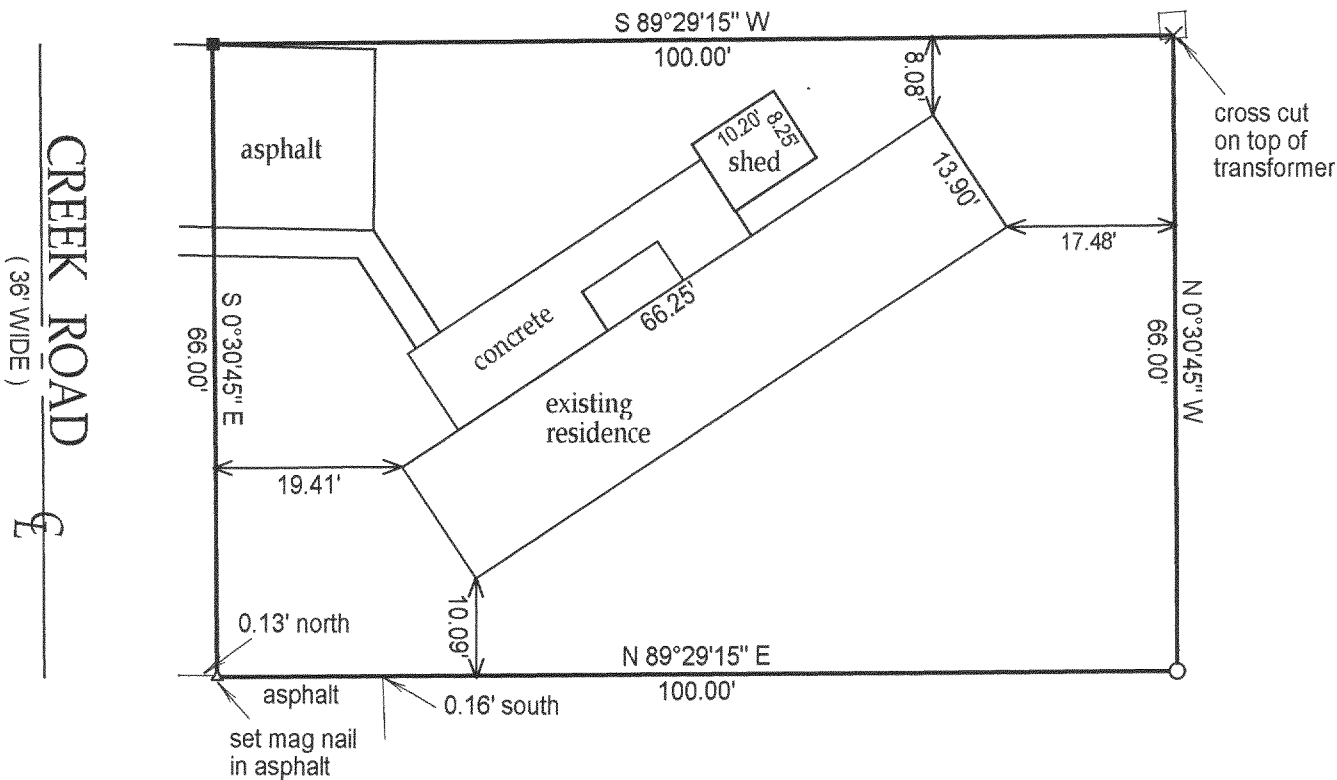 S 89°29'15" W
100.00'
8.08'
cross cut
on top of
transformer
asphalt
10.20'
8.25'
shed
13.90'
17.48'
CREEK ROAD
( 36' WIDE )
CL
S 0°30'45" E
66.00'
N 0°30'45" W
66.00'
66.25'
concrete
existing
residence
19.41'
10.09'
0.13' north
N 89°29'15" E
100.00'
asphalt
0.16' south
set mag nail
in asphalt